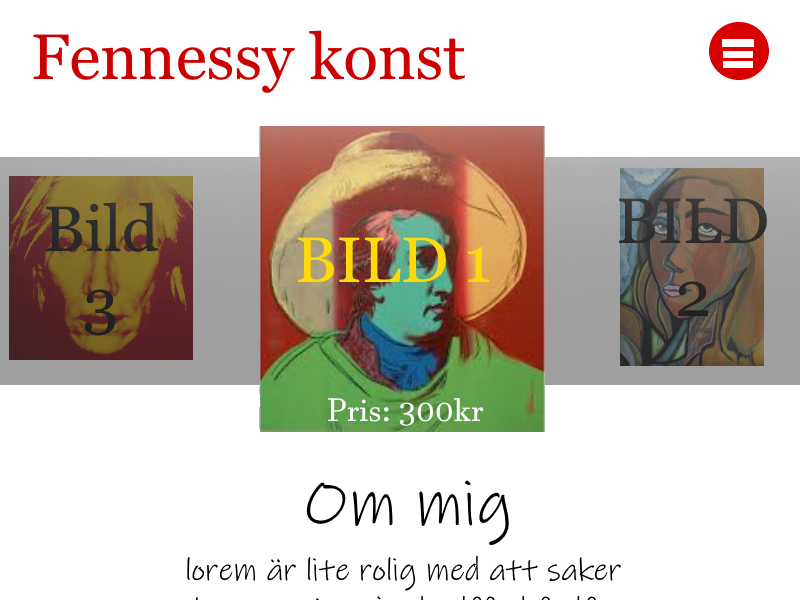 Fennessy konst
Bild
3
BILD 1
BILD
2
Pris: 300kr
Om mig
lorem är lite rolig med att saker